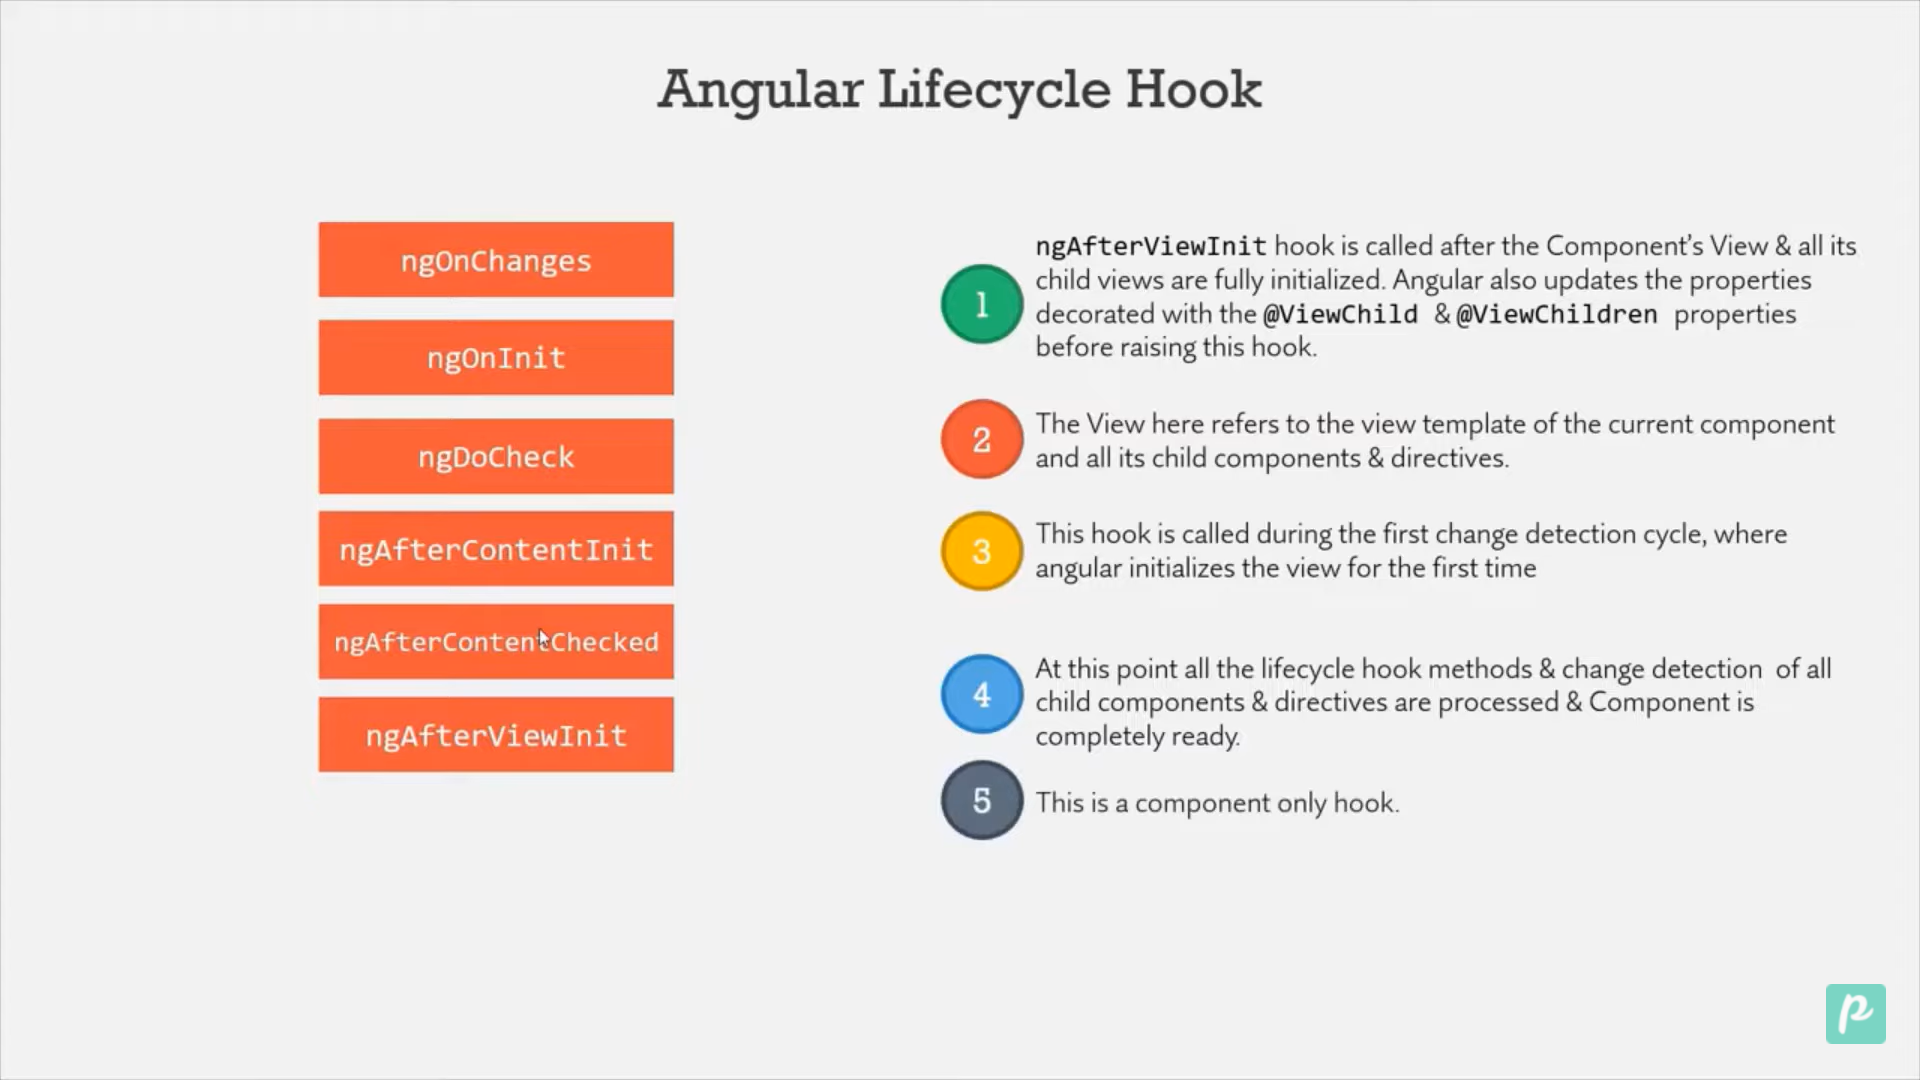 Angular Lifecycle Hook
ngOnChanges
ngOnInit
ngDoCheck
ngAfterContentInit
ngAfterContentChecked
ngAfterViewInit
1
ngAfterViewInit hook is called after the Component's View & all its
child views are fully initialized. Angular also updates the properties
decorated with the @ViewChild & @ViewChildren properties
before raising this hook.
2
The View here refers to the view template of the current component
and all its child components & directives.
3
This hook is called during the first change detection cycle, where
angular initializes the view for the first time
4
At this point all the lifecycle hook methods & change detection of all
child components & directives are processed & Component is
completely ready.
5
This is a component only hook.
p